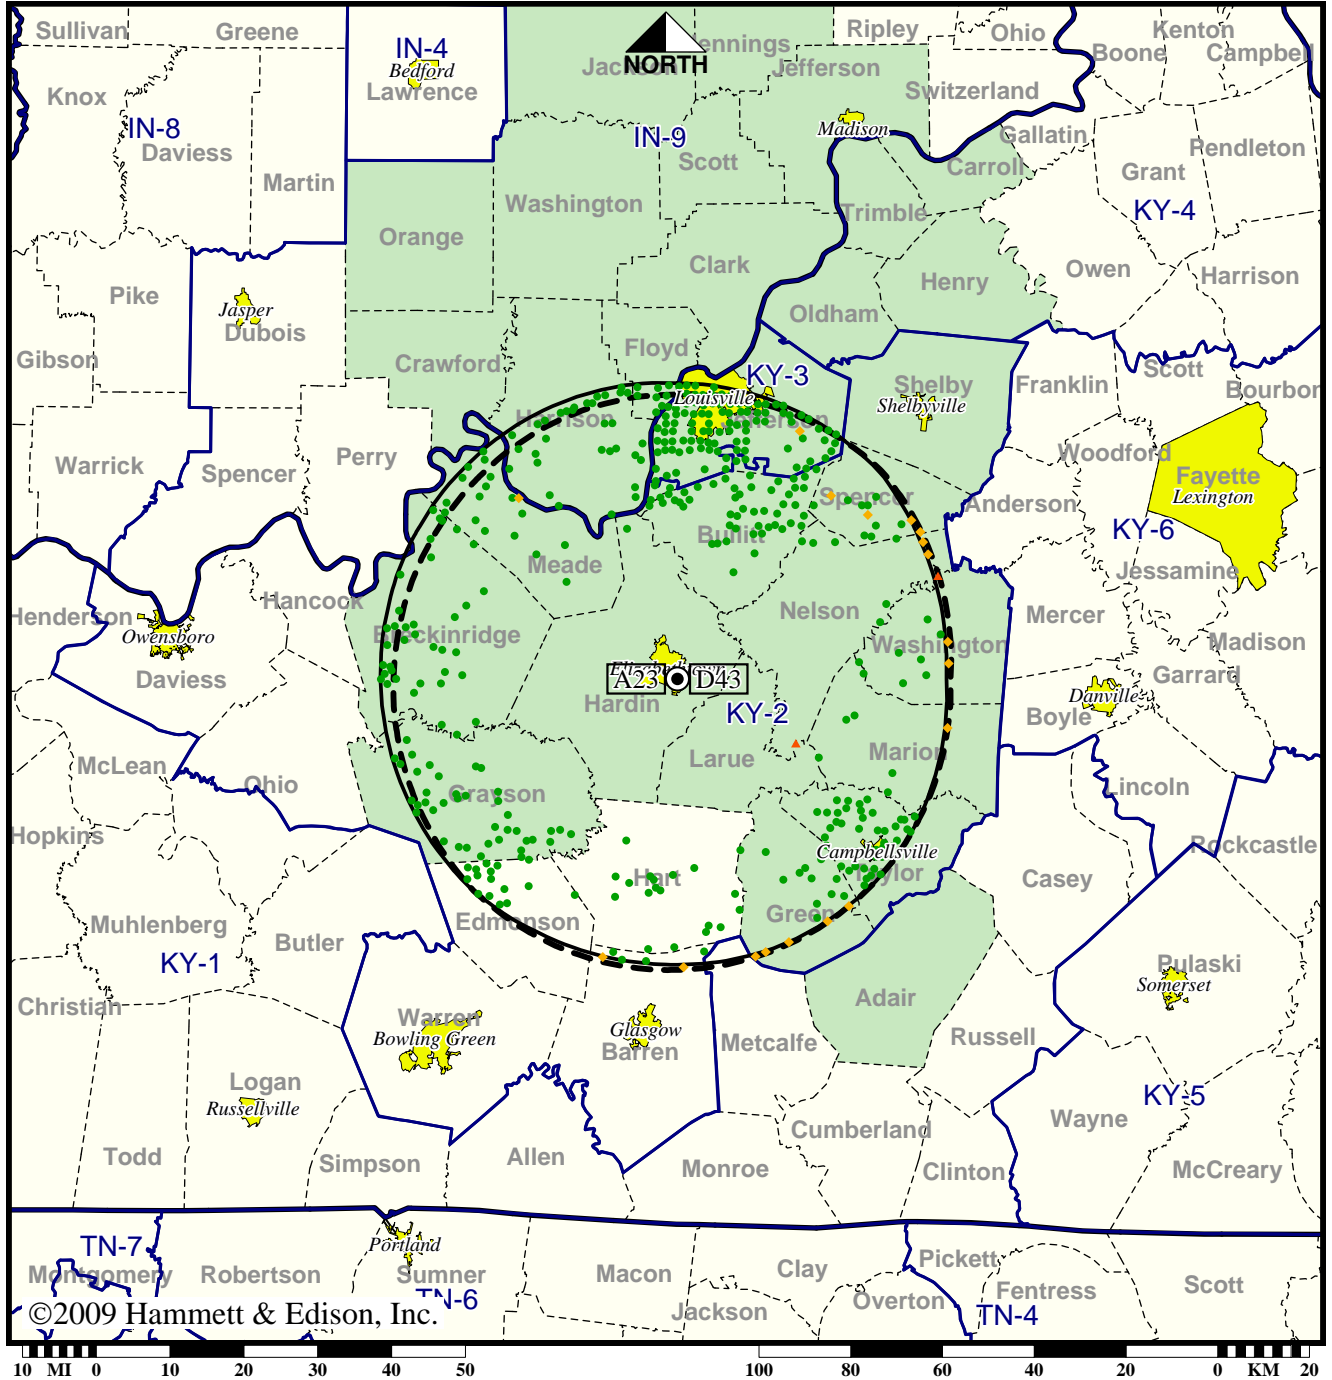 Sullivan
Greene
IN-4
Bedford
Lawrence
NORTH
Jackson
Jennings
Jefferson
Ripley
Ohio
Boone
Kenton
Campbell
Knox
IN-8
Daviess
Martin
IN-9
Scott
Madison
Switzerland
Gallatin
Carroll
Grant
Pendleton
KY-4
Washington
Orange
Trimble
Clark
Henry
Owen
Harrison
Pike
Jasper
Dubois
Oldham
Gibson
Crawford
Floyd
KY-3
Louisville
Jefferson
Shelby
Shelbyville
Franklin
Scott
Bourbon
Harrison
Warrick
Spencer
Perry
Woodford
Fayette
Lexington
Spencer
Anderson
KY-6
Bullitt
Meade
Jessamine
Henderson
Hancock
Owensboro
Daviess
Breckinridge
Nelson
Washington
Mercer
Madison
Garrard
A23
D43
Hardin
KY-2
Danville
Boyle
Larue
Marion
McLean
Ohio
Grayson
Lincoln
Hopkins
Rockcastle
Campbellsville
Taylor
Hart
Casey
Green
Edmonson
Muhlenberg
Butler
KY-1
Pulaski
Somerset
Christian
Adair
Warren
Bowling Green
Glasgow
Barren
Metcalfe
Russell
Logan
Russellville
KY-5
Wayne
Cumberland
Todd
Simpson
Allen
Monroe
Clinton
McCreary
TN-7
Montgomery
Robertson
Portland
Sumner
TN-6
Macon
Clay
Pickett
Jackson
Overton
Fentress
Scott
TN-4
©2009 Hammett & Edison, Inc.
10 MI 0 10 20 30 40 50
100 80 60 40 20 0 KM 20